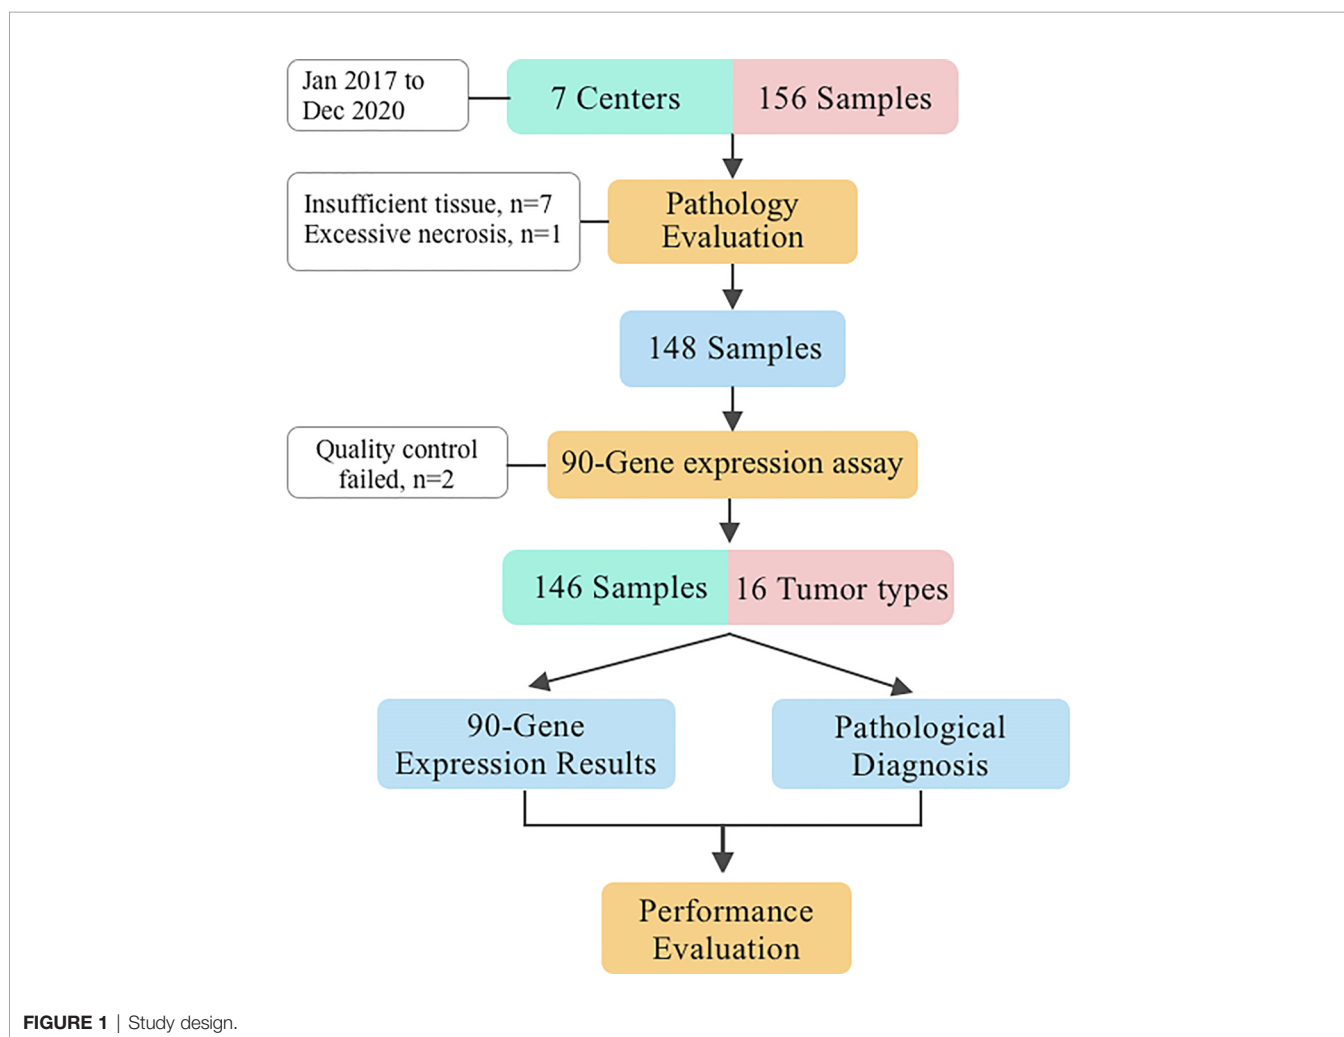 Jan 2017 to
Dec 2020
7 Centers
156 Samples
Insufficient tissue, n=7
Excessive necrosis, n=1
Pathology
Evaluation
148 Samples
Quality control
failed, n=2
90-Gene expression assay
146 Samples
16 Tumor types
90-Gene
Expression Results
Pathological
Diagnosis
Performance
Evaluation
FIGURE 1 | Study design.